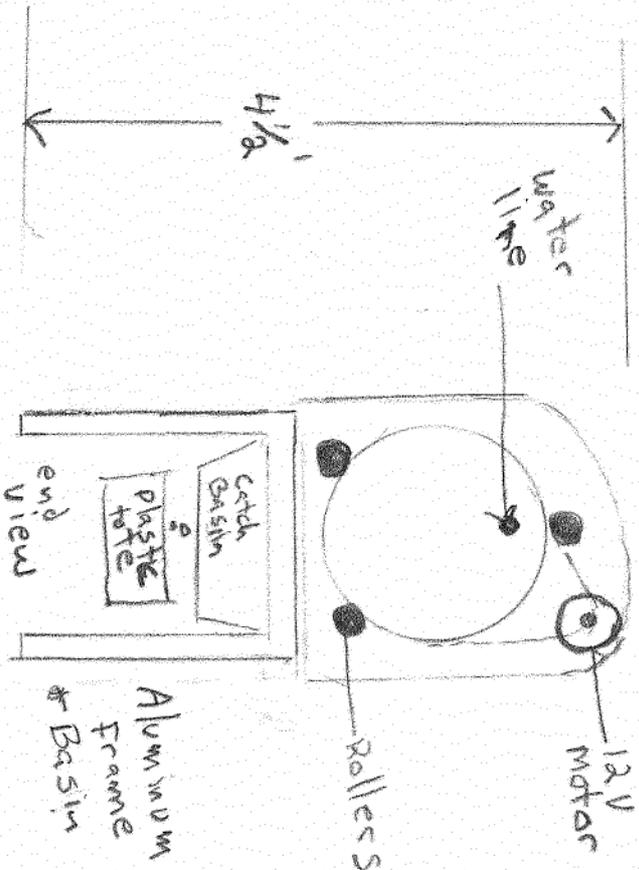 4½'
water
line
12V
Motor
Rollers
catch
Basin
plastic
tote
end
view
Aluminum
Frame
& Basin